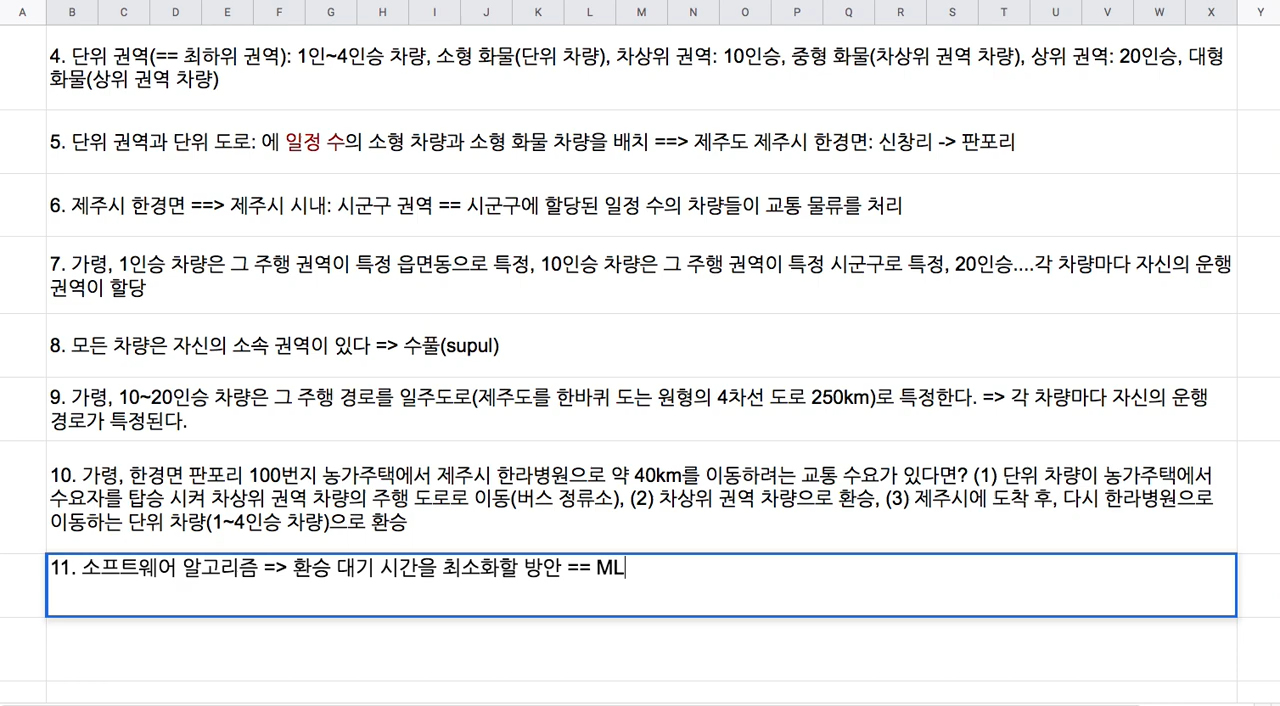 A B C D E F G H I J K L M N O P Q R S T U V W X Y
4. 단위 권역(== 최하위 권역): 1인~4인승 차량, 소형 화물(단위 차량), 차상위 권역: 10인승, 중형 화물(차상위 권역 차량), 상위 권역: 20인승, 대형
화물(상위 권역 차량)
5. 단위 권역과 단위 도로: 에 일정 수의 소형 차량과 소형 화물 차량을 배치 ==> 제주도 제주시 한경면: 신창리 -> 판포리
6. 제주시 한경면 ==> 제주시 시내: 시군구 권역 == 시군구에 할당된 일정 수의 차량들이 교통 물류를 처리
7. 가령, 1인승 차량은 그 주행 권역이 특정 읍면동으로 특정, 10인승 차량은 그 주행 권역이 특정 시군구로 특정, 20인승....각 차량마다 자신의 운행
권역이 할당
8. 모든 차량은 자신의 소속 권역이 있다 => 수풀(supul)
9. 가령, 10~20인승 차량은 그 주행 경로를 일주도로(제주도를 한바퀴 도는 원형의 4차선 도로 250km)로 특정한다. => 각 차량마다 자신의 운행
경로가 특정된다.
10. 가령, 한경면 판포리 100번지 농가주택에서 제주시 한라병원으로 약 40km를 이동하려는 교통 수요가 있다면? (1) 단위 차량이 농가주택에서
수요자를 탑승 시켜 차상위 권역 차량의 주행 도로로 이동(버스 정류소), (2) 차상위 권역 차량으로 환승, (3) 제주시에 도착 후, 다시 한라병원으로
이동하는 단위 차량(1~4인승 차량)으로 환승
11. 소프트웨어 알고리즘 => 환승 대기 시간을 최소화할 방안 == ML